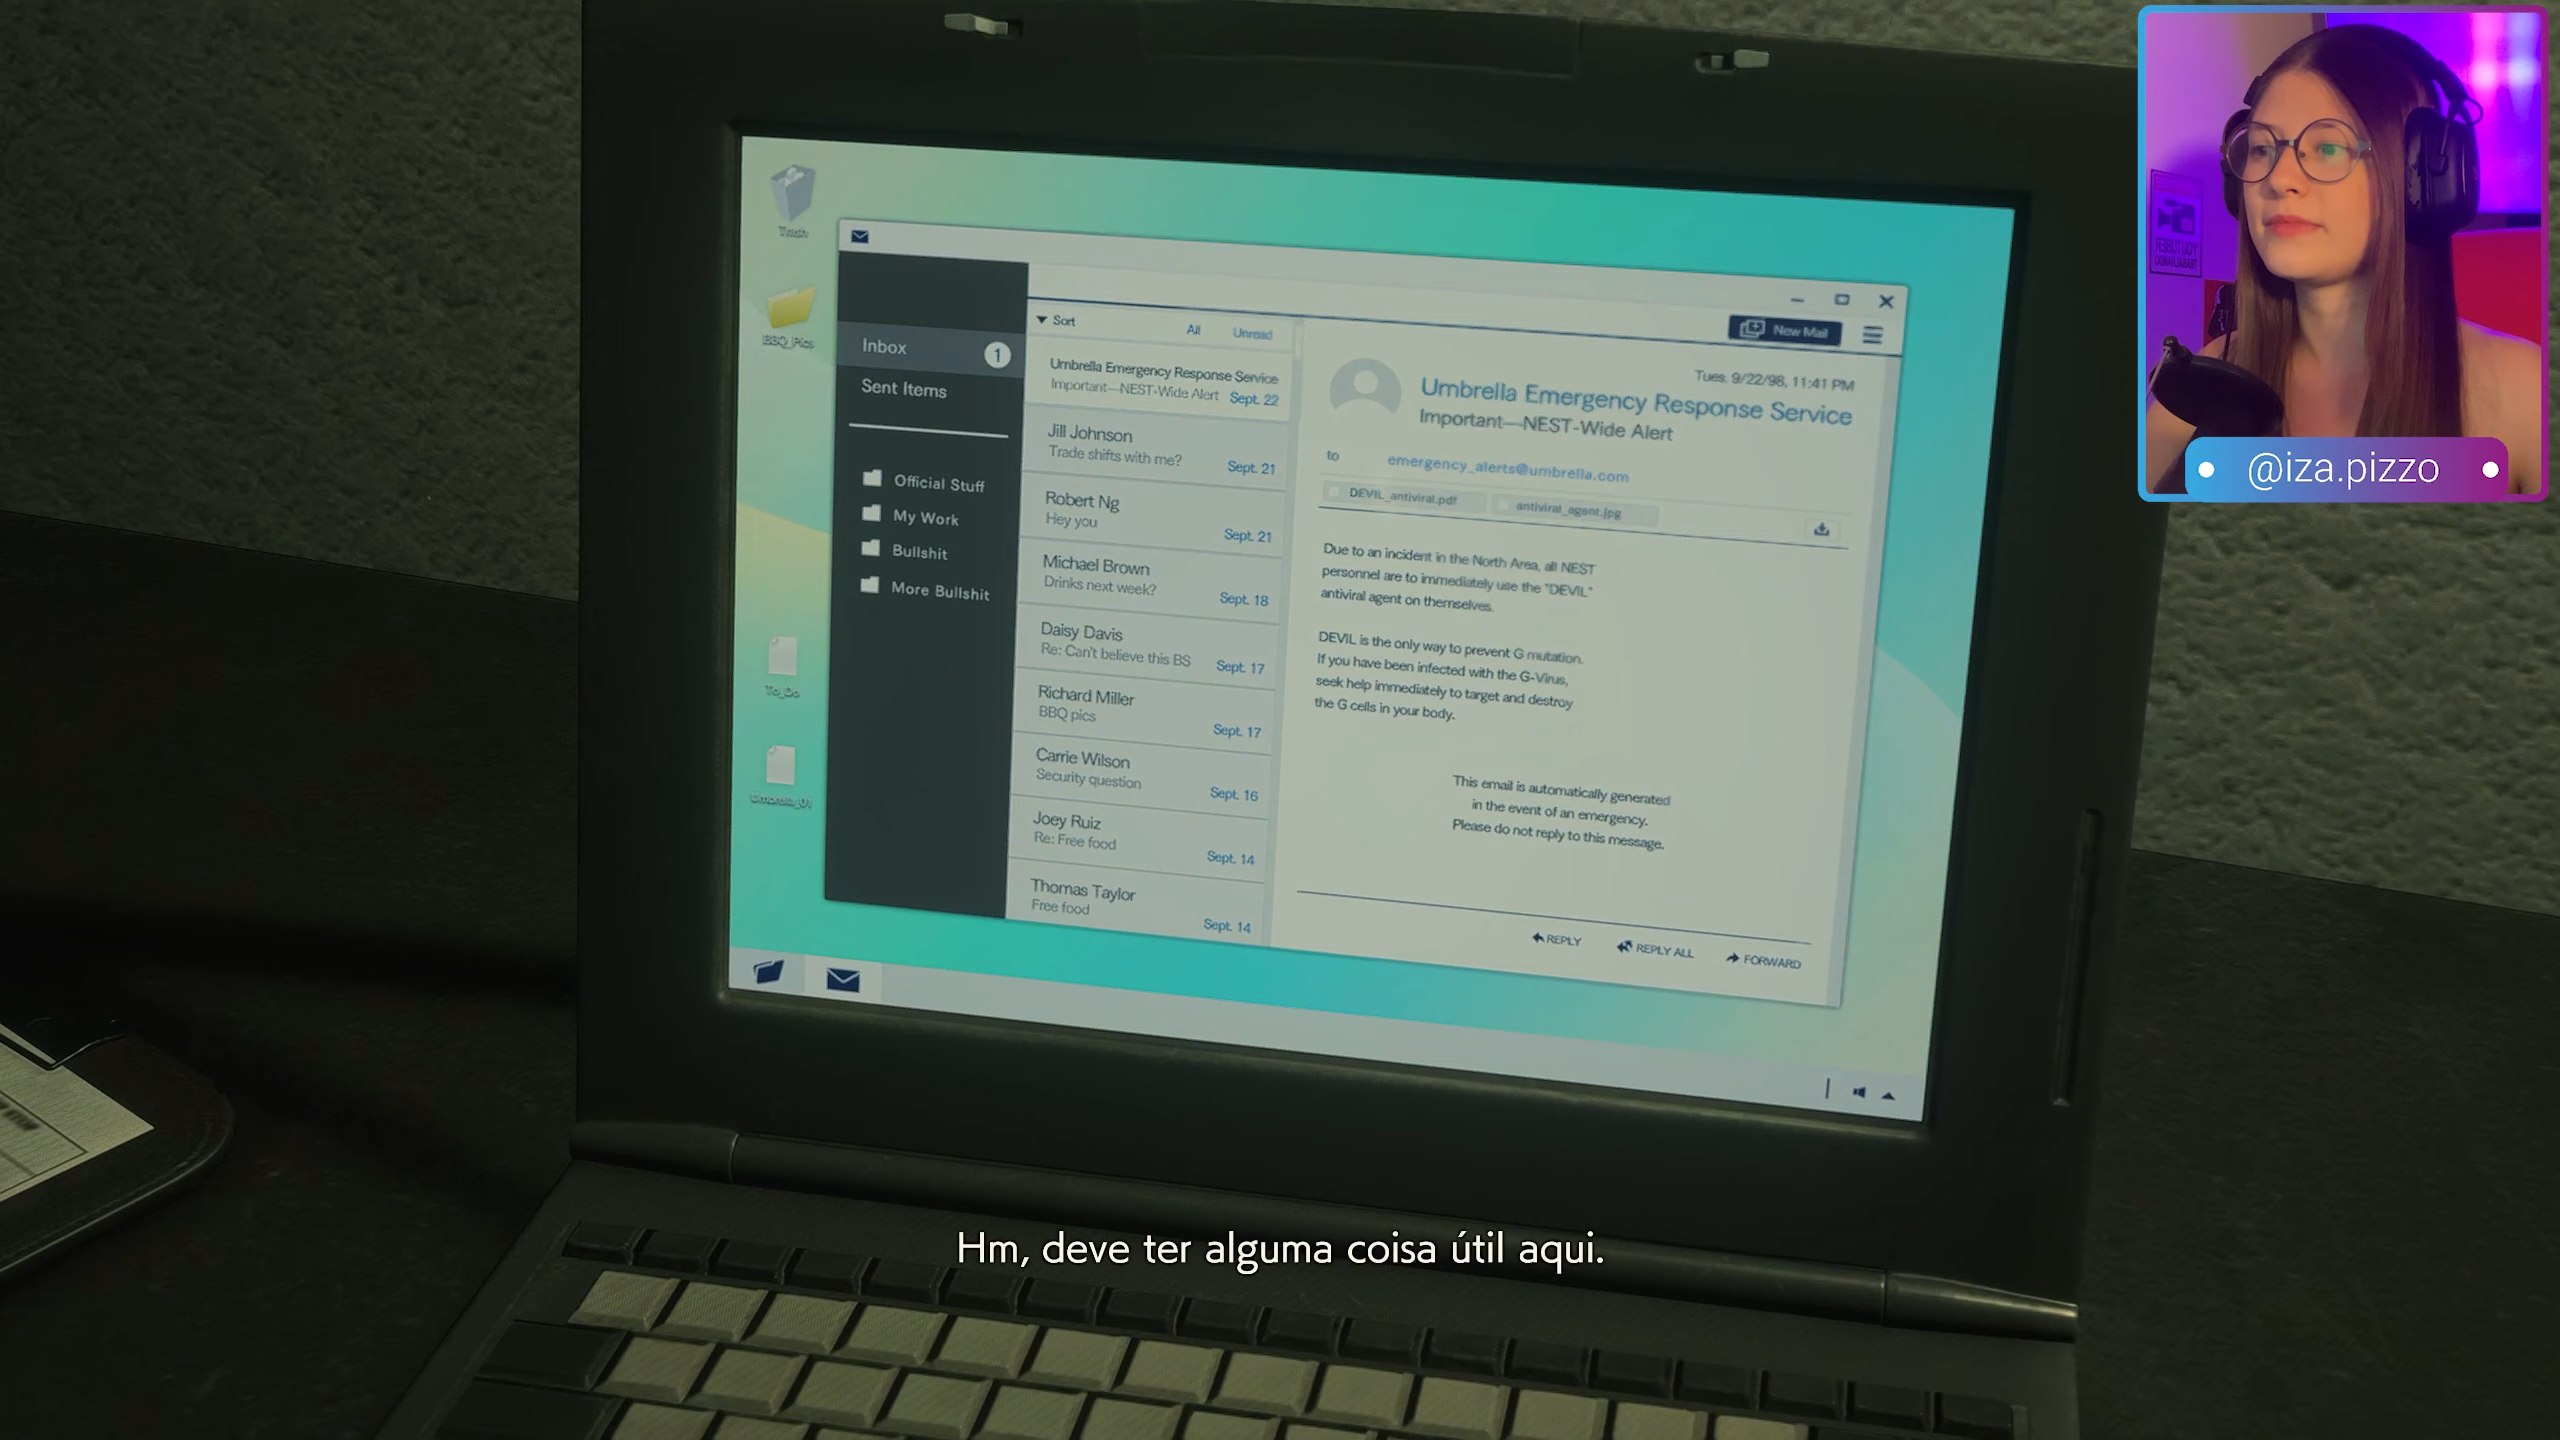 Trash
BBQ_Pics
To_Do
Umbrella_01
Inbox
1
Sent Items
Official Stuff
My Work
Bullshit
More Bullshit
Sort
All
Unread
Umbrella Emergency Response Service
Important—NEST-Wide Alert
Sept. 22
Jill Johnson
Trade shifts with me?
Sept. 21
Robert Ng
Hey you
Sept. 21
Michael Brown
Drinks next week?
Sept. 18
Daisy Davis
Re: Can't believe this BS
Sept. 17
Richard Miller
BBQ pics
Sept. 17
Carrie Wilson
Security question
Sept. 16
Joey Ruiz
Re: Free food
Sept. 14
Thomas Taylor
Free food
Sept. 14
New Mail
Tues. 9/22/98, 11:41 PM
Umbrella Emergency Response Service
Important—NEST-Wide Alert
to
emergency_alerts@umbrella.com
DEVIL_antiviral.pdf
antiviral_agent.jpg
Due to an incident in the North Area, all NEST
personnel are to immediately use the "DEVIL"
antiviral agent on themselves.
DEVIL is the only way to prevent G mutation.
If you have been infected with the G-Virus,
seek help immediately to target and destroy
the G cells in your body.
This email is automatically generated
in the event of an emergency.
Please do not reply to this message.
REPLY
REPLY ALL
FORWARD
@iza.pizzo
YOUTUBER
TRABALHANDO
Hm, deve ter alguma coisa útil aqui.